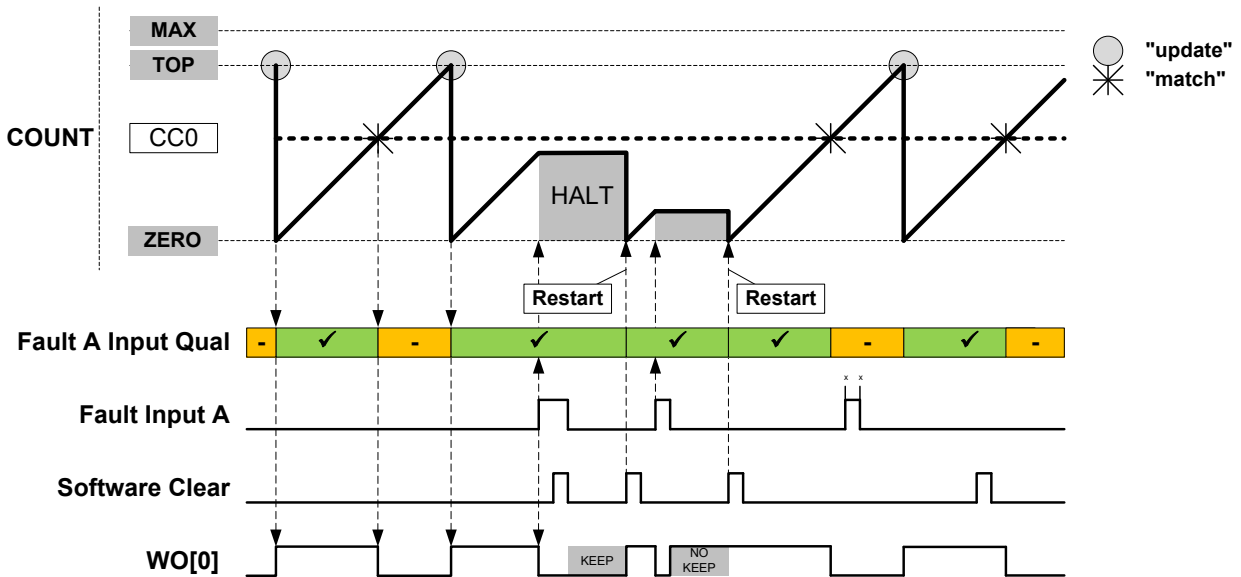 MAX
TOP
"update"
"match"
COUNT
CC0
HALT
ZERO
Restart
Restart
Fault A Input Qual
- ✓ - ✓ ✓ ✓ - ✓ -
x x
Fault Input A
Software Clear
WO[0]
KEEP
NO
KEEP